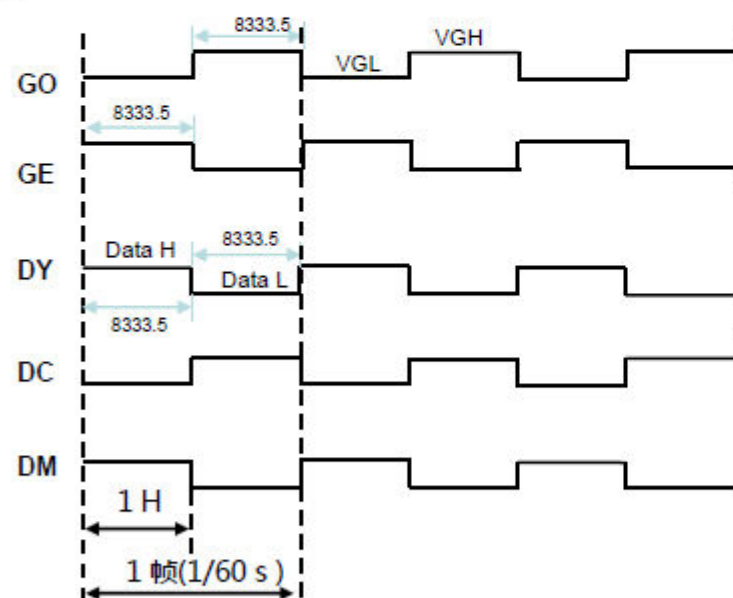 8333.5
VGH
VGL
GO
8333.5
GE
8333.5
Data H
DY
Data L
8333.5
DC
DM
1 H
1 帧(1/60 s )